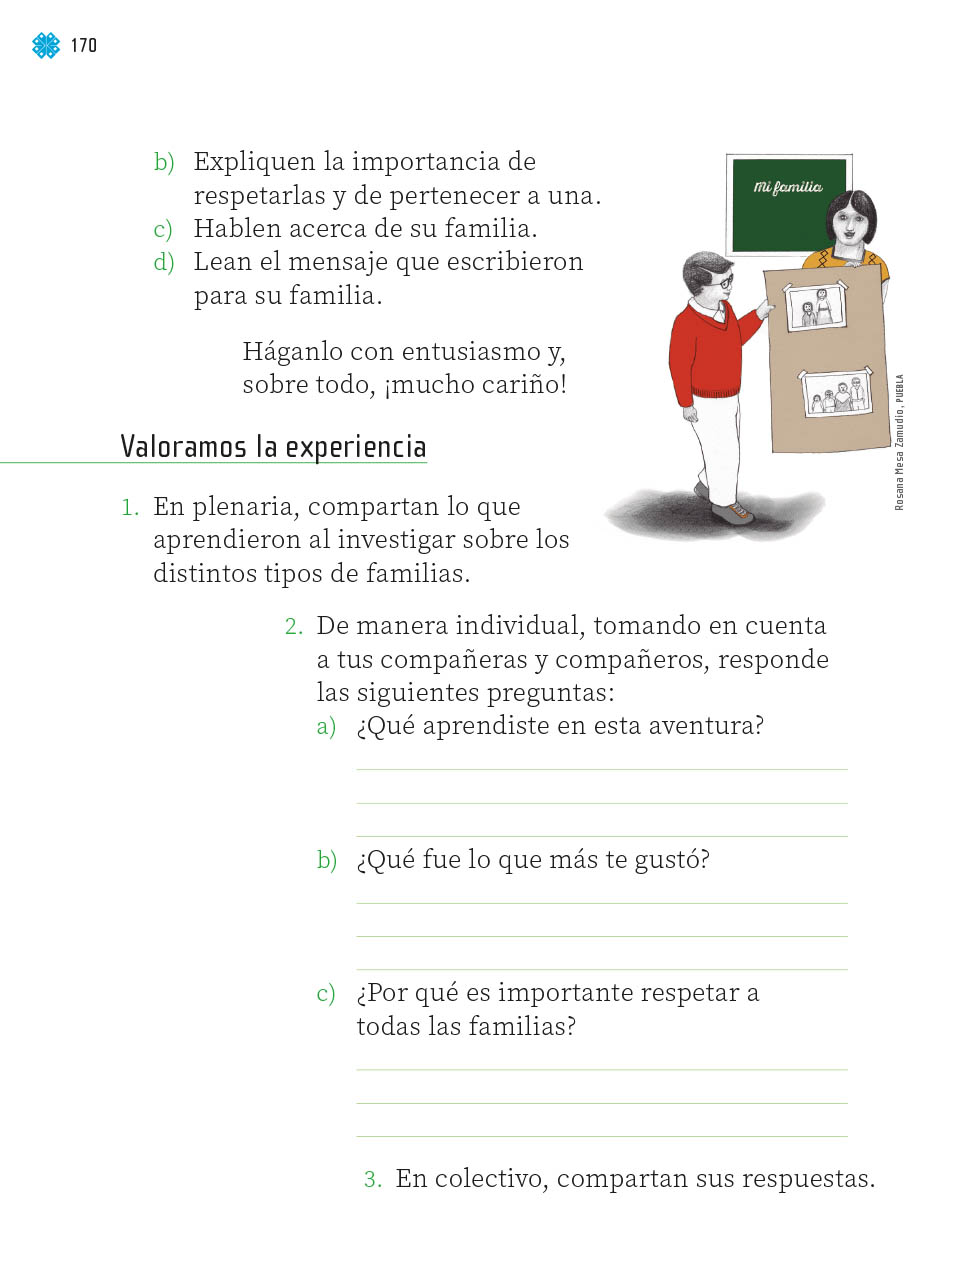 170
b) Expliquen la importancia de
respetarlas y de pertenecer a una.
c) Hablen acerca de su familia.
d) Lean el mensaje que escribieron
para su familia.
Háganlo con entusiasmo y,
sobre todo, ¡mucho cariño!
Mi familia
Rosana Mesa Zamudio, PUEBLA
Valoramos la experiencia
1. En plenaria, compartan lo que
aprendieron al investigar sobre los
distintos tipos de familias.
2. De manera individual, tomando en cuenta
a tus compañeras y compañeros, responde
las siguientes preguntas:
a) ¿Qué aprendiste en esta aventura?
b) ¿Qué fue lo que más te gustó?
c) ¿Por qué es importante respetar a
todas las familias?
3. En colectivo, compartan sus respuestas.